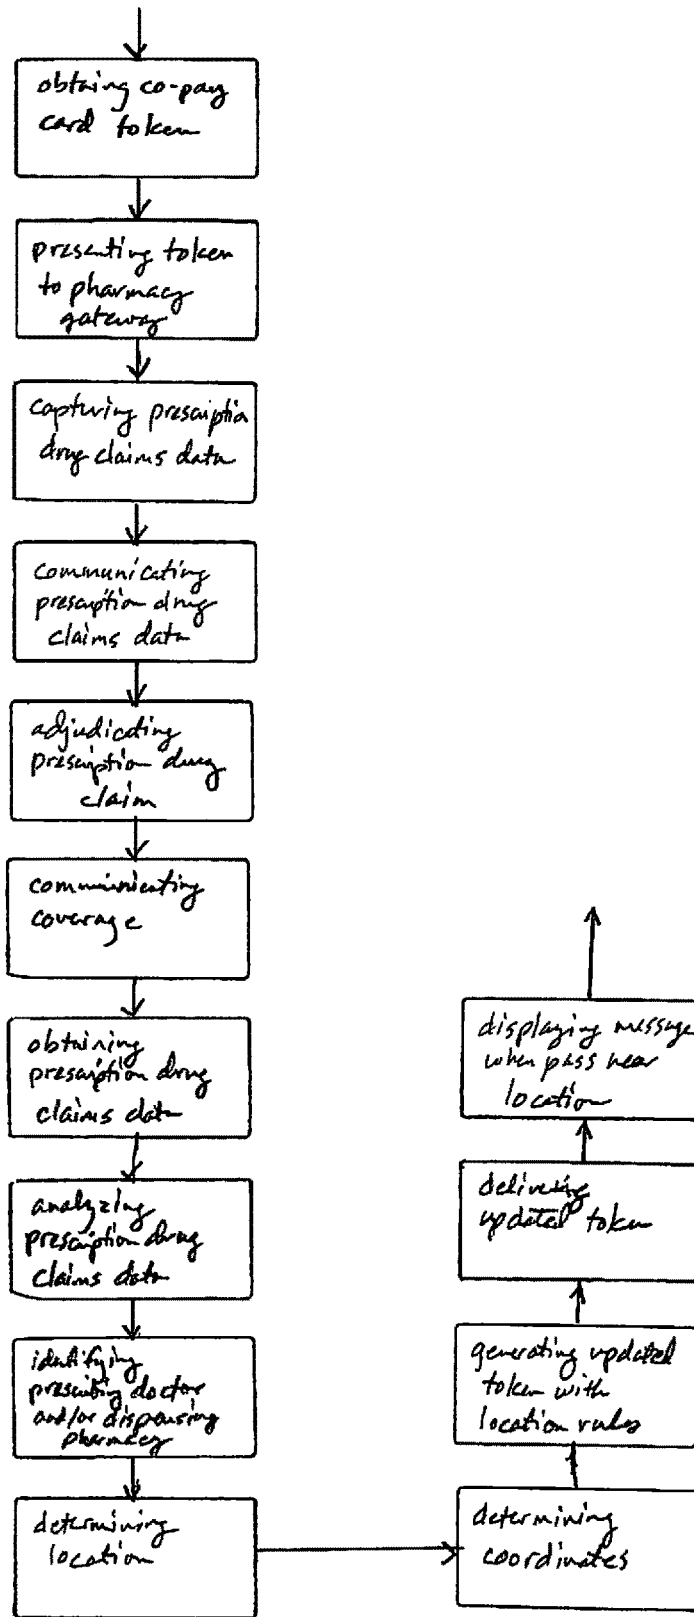 obtaing co-pay
card token
presenting token
to pharmacy
gateway
capturing prescription
drug claims data
communicating
prescription drug
claims data
adjudicating
prescription drug
claim
communicating
coverage
obtaining
prescription drug
claims data
analyzing
prescription drug
claims data
identifying
prescribing doctor
and/or dispensing
pharmacy
determining
location
determining
coordinates
generating updated
token with
location rules
delivering
updated token
displaying message
when pass near
location